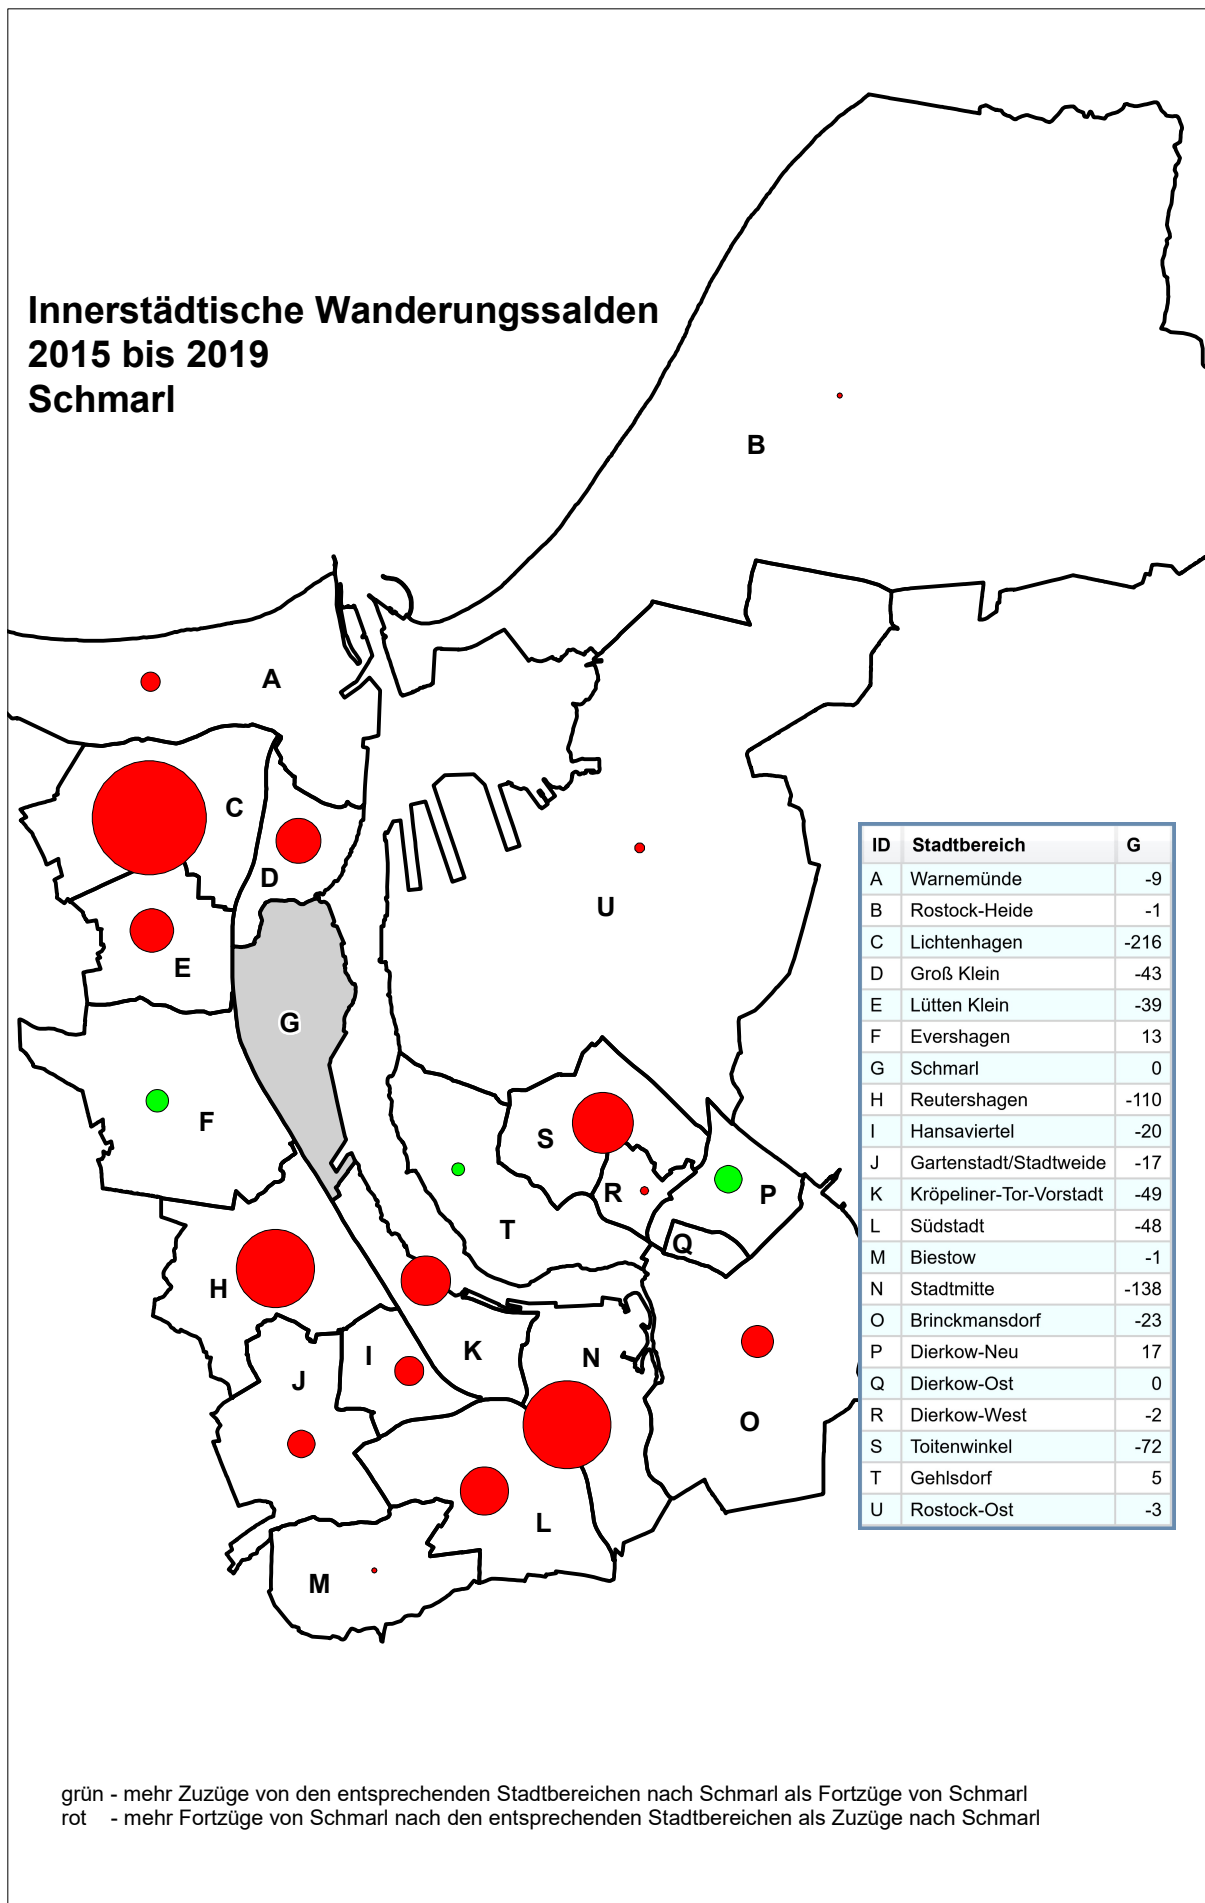 Innerstädtische Wanderungssalden
2015 bis 2019
Schmarl
B
A
C
D
U
E
G
F
S
R
P
T
Q
H
K
I
N
J
O
L
M
ID Stadtbereich G
A Warnemünde -9
B Rostock-Heide -1
C Lichtenhagen -216
D Groß Klein -43
E Lütten Klein -39
F Evershagen 13
G Schmarl 0
H Reutershagen -110
I Hansaviertel -20
J Gartenstadt/Stadtweide -17
K Kröpeliner-Tor-Vorstadt -49
L Südstadt -48
M Biestow -1
N Stadtmitte -138
O Brinckmansdorf -23
P Dierkow-Neu 17
Q Dierkow-Ost 0
R Dierkow-West -2
S Toitenwinkel -72
T Gehlsdorf 5
U Rostock-Ost -3
grün - mehr Zuzüge von den entsprechenden Stadtbereichen nach Schmarl als Fortzüge von Schmarl
rot - mehr Fortzüge von Schmarl nach den entsprechenden Stadtbereichen als Zuzüge nach Schmarl